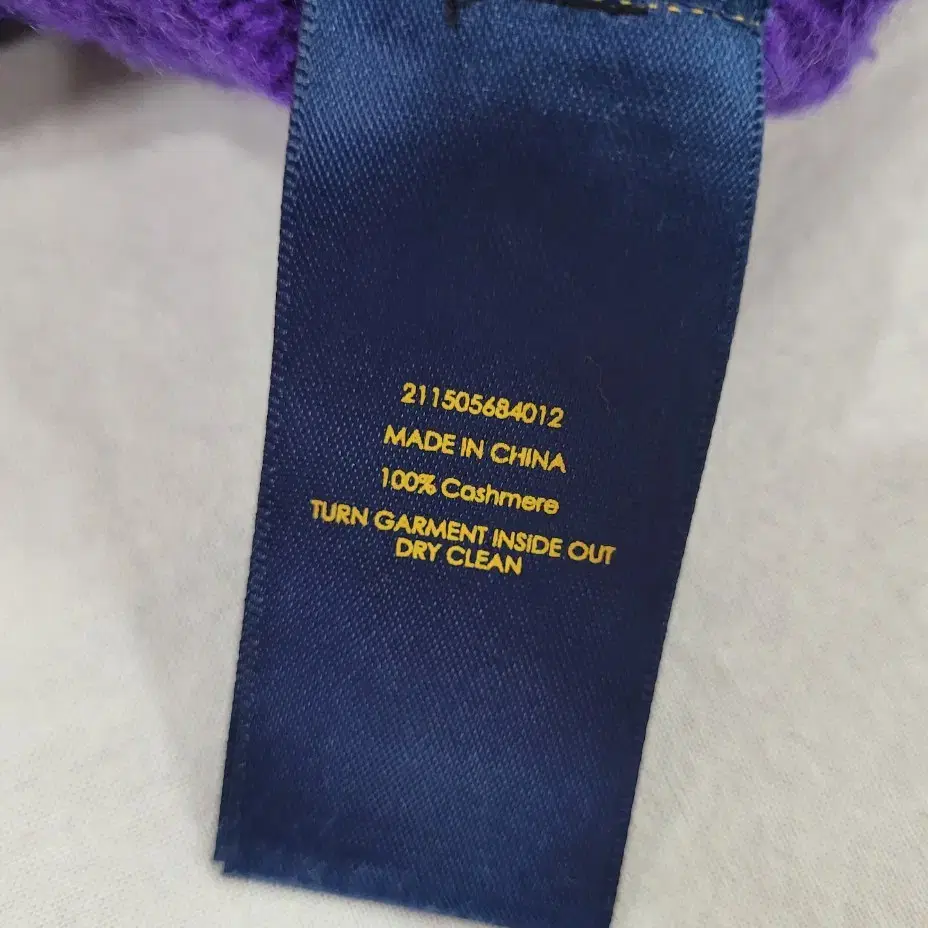 211505684012
MADE IN CHINA
100% Cashmere
TURN GARMENT INSIDE OUT
DRY CLEAN